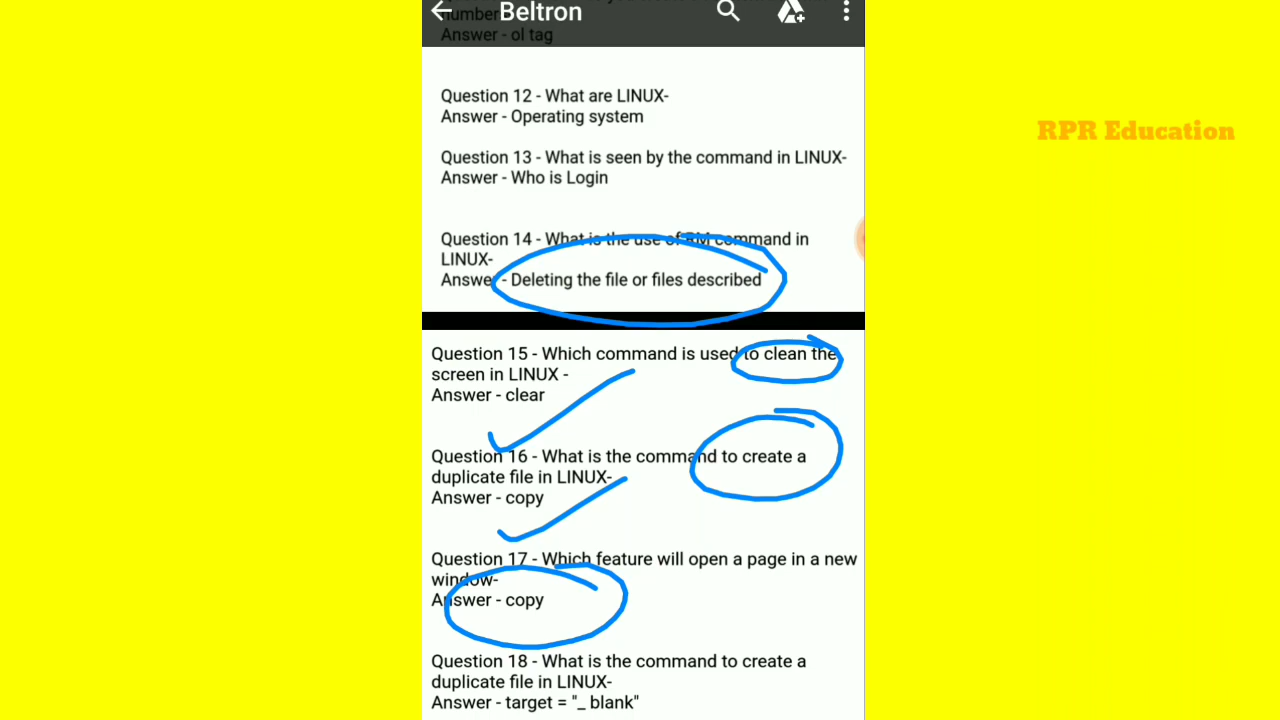 Beltron
number
Answer - ol tag
RPR Education
Question 12 - What are LINUX-
Answer - Operating system
Question 13 - What is seen by the command in LINUX-
Answer - Who is Login
Question 14 - What is the use of RM command in
LINUX-
Answer - Deleting the file or files described
Question 15 - Which command is used to clean the
screen in LINUX -
Answer - clear
Question 16 - What is the command to create a
duplicate file in LINUX-
Answer - copy
Question 17 - Which feature will open a page in a new
window-
Answer - copy
Question 18 - What is the command to create a
duplicate file in LINUX-
Answer - target = "_ blank"